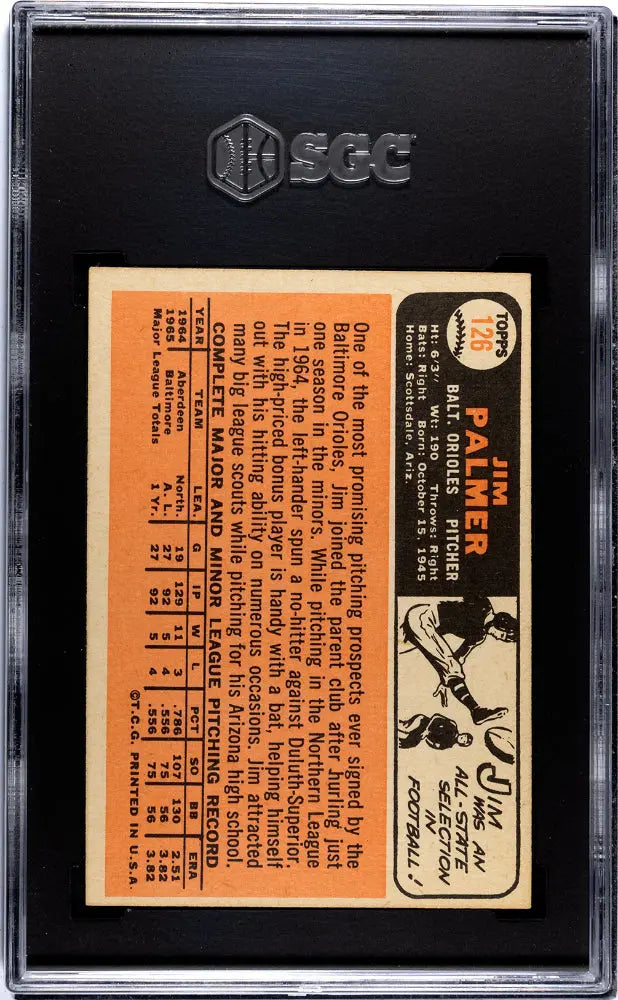 SGC
TOPPS
126
JIM
PALMER
BALT. ORIOLES PITCHER
Ht: 6'3" Wt: 190 Throws: Right
Bats: Right Born: October 15, 1945
Home: Scottsdale, Ariz.
JIM
WAS AN
ALL-STATE
SELECTION
IN
FOOTBALL!
One of the most promising pitching prospects ever signed by the
Baltimore Orioles, Jim joined the parent club after hurling just
one season in the minors. While pitching in the Northern League
in 1964, the left-hander spun a no-hitter against Duluth-Superior.
The high-priced bonus player is handy with a bat, helping himself
out with his hitting ability on numerous occasions. Jim attracted
many big league scouts while pitching for his Arizona high school.
COMPLETE MAJOR AND MINOR LEAGUE PITCHING RECORD
YEAR TEAM LEA. G IP W L PCT SO BB ERA
1964 Aberdeen North. 19 129 11 3 .786 107 130 2.51
1965 Baltimore A. L. 27 92 5 4 .556 75 56 3.82
Major League Totals 1 Yr. 27 92 5 4 .556 75 56 3.82
©T.C.G. PRINTED IN U.S.A.